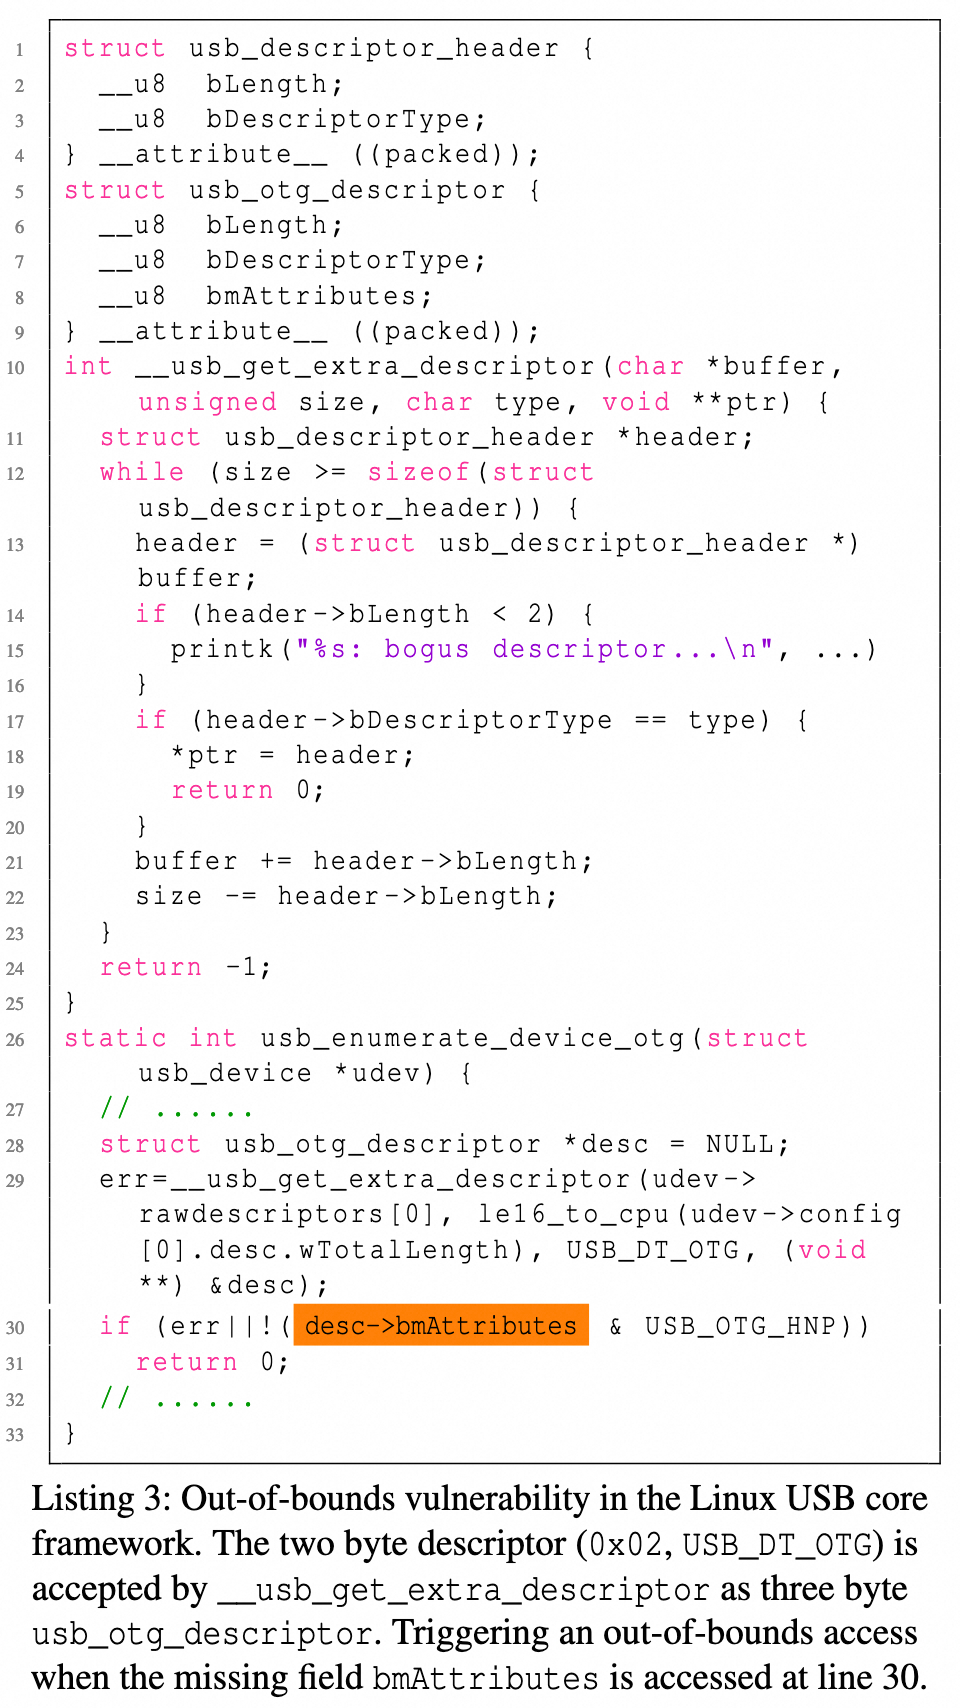 1 struct usb_descriptor_header {
2 __u8 bLength;
3 __u8 bDescriptorType;
4 } __attribute__ ((packed));
5 struct usb_otg_descriptor {
6 __u8 bLength;
7 __u8 bDescriptorType;
8 __u8 bmAttributes;
9 } __attribute__ ((packed));
10 int __usb_get_extra_descriptor(char *buffer,
unsigned size, char type, void **ptr) {
11 struct usb_descriptor_header *header;
12 while (size >= sizeof(struct
usb_descriptor_header)) {
13 header = (struct usb_descriptor_header *)
buffer;
14 if (header->bLength < 2) {
15 printk("%s: bogus descriptor...\n", ...)
16 }
17 if (header->bDescriptorType == type) {
18 *ptr = header;
19 return 0;
20 }
21 buffer += header->bLength;
22 size -= header->bLength;
23 }
24 return -1;
25 }
26 static int usb_enumerate_device_otg(struct
usb_device *udev) {
27 // ......
28 struct usb_otg_descriptor *desc = NULL;
29 err=__usb_get_extra_descriptor(udev->
rawdescriptors[0], le16_to_cpu(udev->config
[0].desc.wTotalLength), USB_DT_OTG, (void
**) &desc);
30 if (err||!( desc->bmAttributes & USB_OTG_HNP))
31 return 0;
32 // ......
33 }
Listing 3: Out-of-bounds vulnerability in the Linux USB core
framework. The two byte descriptor (0x02, USB_DT_OTG) is
accepted by __usb_get_extra_descriptor as three byte
usb_otg_descriptor. Triggering an out-of-bounds access
when the missing field bmAttributes is accessed at line 30.